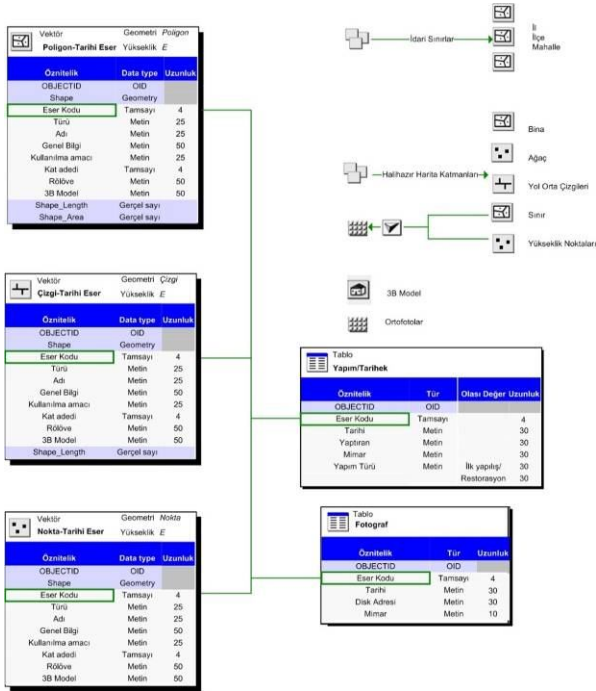 Vektör Geometri Poligon
Poligon-Tarihi Eser Yükseklik E
Öznitelik Data type Uzunluk
OBJECTID OID
Shape Geometry
Eser Kodu Tamsayı 4
Türü Metin 25
Adı Metin 25
Genel Bilgi Metin 50
Kullanılma amacı Metin 25
Kat adedi Tamsayı 4
Rölöve Metin 50
3B Model Metin 50
Shape_Length Gerçel sayı
Shape_Area Gerçel sayı
Vektör Geometri Çizgi
Çizgi-Tarihi Eser Yükseklik E
Öznitelik Data type Uzunluk
OBJECTID OID
Shape Geometry
Eser Kodu Tamsayı 4
Türü Metin 25
Adı Metin 25
Genel Bilgi Metin 50
Kullanılma amacı Metin 25
Kat adedi Tamsayı 4
Rölöve Metin 50
3B Model Metin 50
Shape_Length Gerçel sayı
Vektör Geometri Nokta
Nokta-Tarihi Eser Yükseklik E
Öznitelik Data type Uzunluk
OBJECTID OID
Shape Geometry
Eser Kodu Tamsayı 4
Türü Metin 25
Adı Metin 25
Genel Bilgi Metin 50
Kullanılma amacı Metin 25
Kat adedi Tamsayı 4
Rölöve Metin 50
3B Model Metin 50
İdari Sınırlar
İl
İlçe
Mahalle
Halihazır Harita Katmanları
Bina
Ağaç
Yol Orta Çizgileri
Sınır
Yükseklik Noktaları
3B Model
Ortofotolar
Tablo
Yapım/Tarihek
Öznitelik Tür Olası Değer Uzunluk
OBJECTID OID
Eser Kodu Tamsayı 4
Tarihi Metin 30
Yaptıran Metin 30
Mimar Metin 30
Yapım Türü Metin İlk yapılış/ 30
Restorasyon 30
Tablo
Fotograf
Öznitelik Tür Uzunluk
OBJECTID OID
Eser Kodu Tamsayı 4
Tarihi Metin 30
Disk Adresi Metin 30
Mimar Metin 10